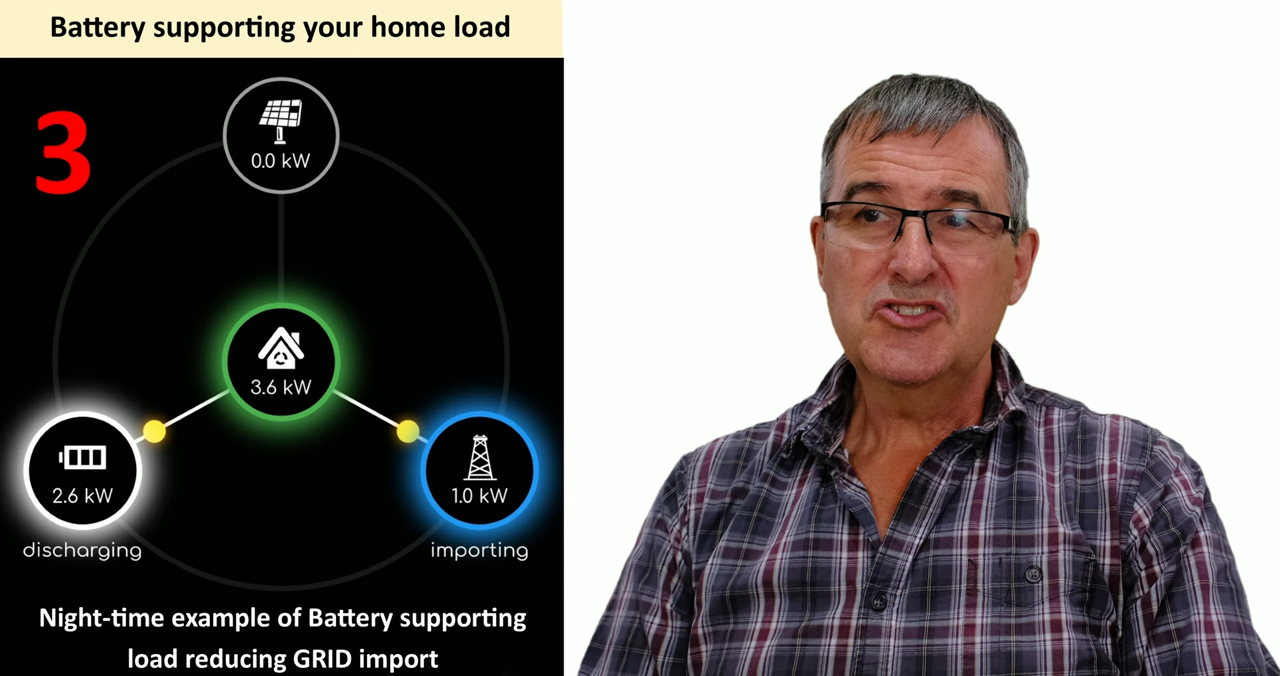 Battery supporting your home load
3
0.0 kW
3.6 kW
2.6 kW
1.0 kW
discharging
importing
Night-time example of Battery supporting
load reducing GRID import